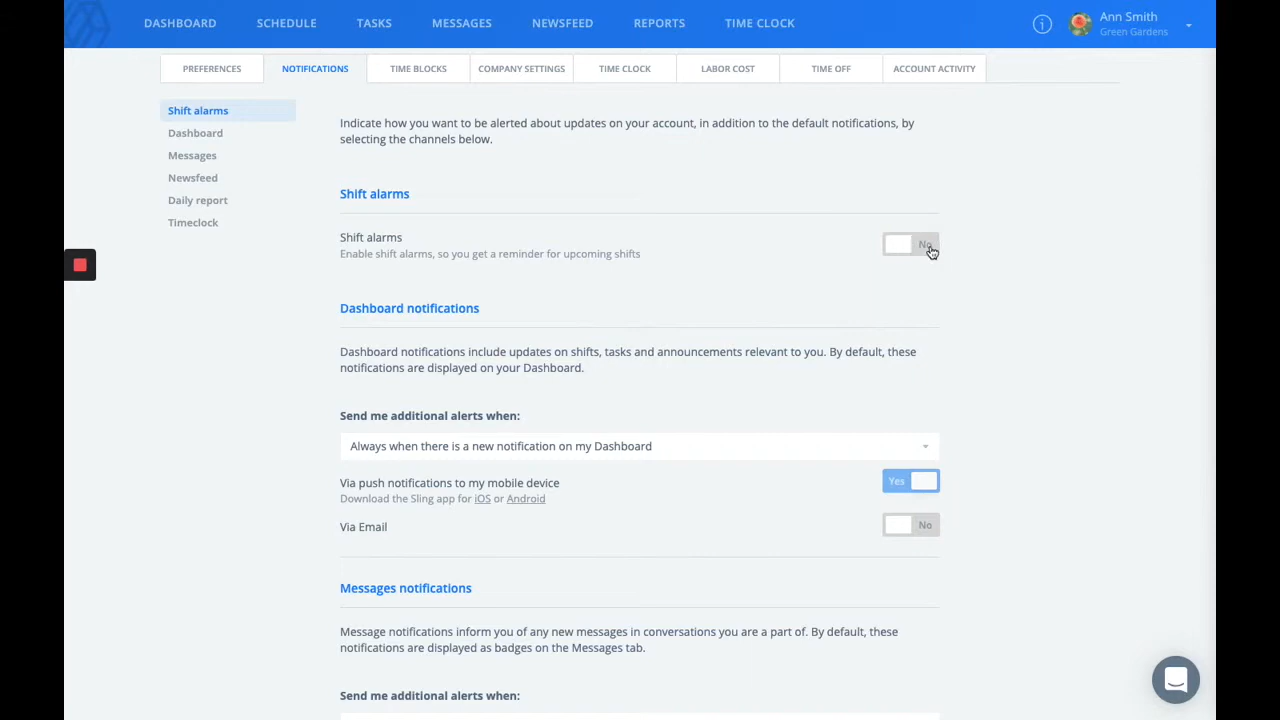 DASHBOARD SCHEDULE TASKS MESSAGES NEWSFEED REPORTS TIME CLOCK
Ann Smith
Green Gardens
PREFERENCES NOTIFICATIONS TIME BLOCKS COMPANY SETTINGS TIME CLOCK LABOR COST TIME OFF ACCOUNT ACTIVITY
Shift alarms
Dashboard
Messages
Newsfeed
Daily report
Timeclock
Indicate how you want to be alerted about updates on your account, in addition to the default notifications, by
selecting the channels below.
Shift alarms
Shift alarms
No
Enable shift alarms, so you get a reminder for upcoming shifts
Dashboard notifications
Dashboard notifications include updates on shifts, tasks and announcements relevant to you. By default, these
notifications are displayed on your Dashboard.
Send me additional alerts when:
Always when there is a new notification on my Dashboard
Via push notifications to my mobile device
Yes
Download the Sling app for iOS or Android
Via Email
No
Messages notifications
Message notifications inform you of any new messages in conversations you are a part of. By default, these
notifications are displayed as badges on the Messages tab.
Send me additional alerts when: